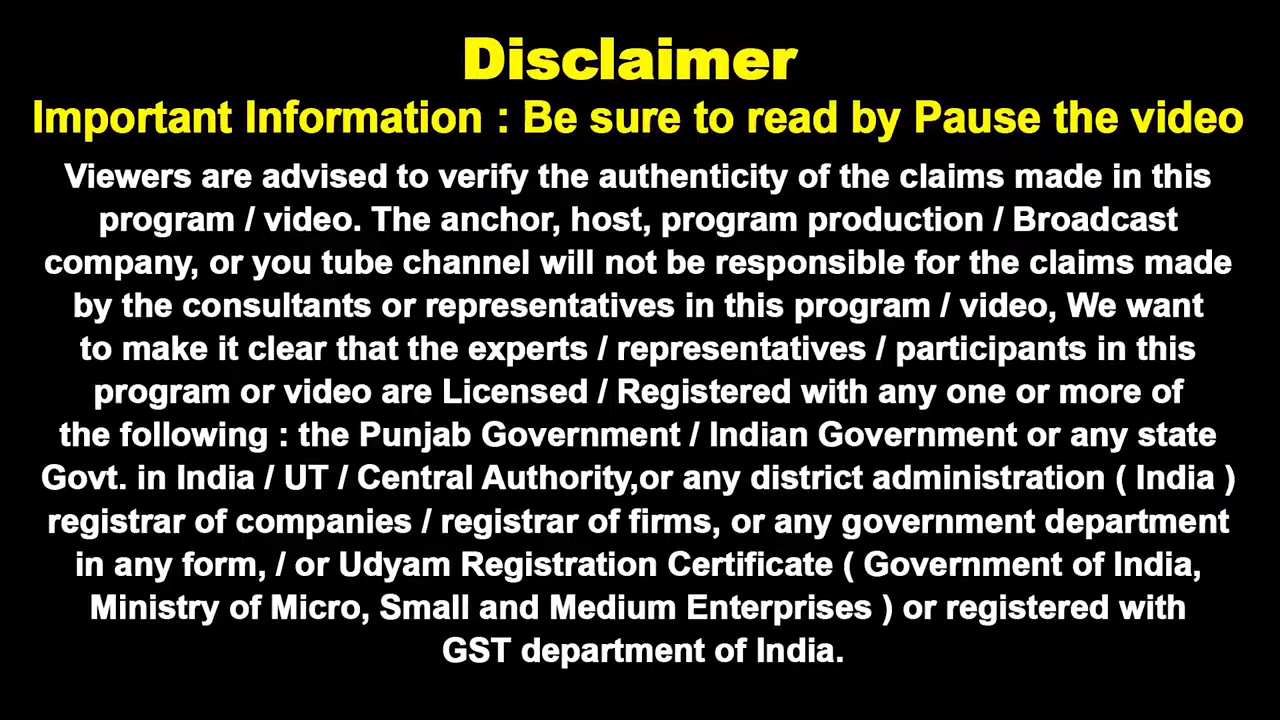 Disclaimer
Important Information : Be sure to read by Pause the video
Viewers are advised to verify the authenticity of the claims made in this
program / video. The anchor, host, program production / Broadcast
company, or you tube channel will not be responsible for the claims made
by the consultants or representatives in this program / video, We want
to make it clear that the experts / representatives / participants in this
program or video are Licensed / Registered with any one or more of
the following : the Punjab Government / Indian Government or any state
Govt. in India / UT / Central Authority,or any district administration ( India )
registrar of companies / registrar of firms, or any government department
in any form, / or Udyam Registration Certificate ( Government of India,
Ministry of Micro, Small and Medium Enterprises ) or registered with
GST department of India.